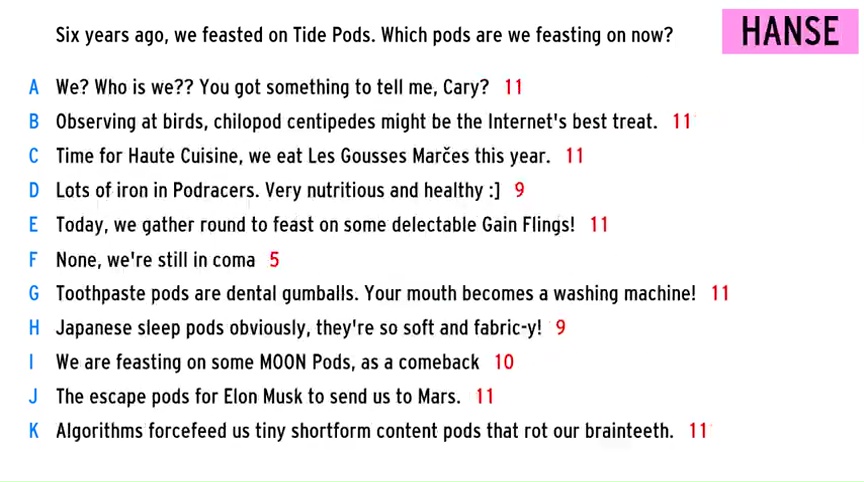 Six years ago, we feasted on Tide Pods. Which pods are we feasting on now?
HANSE
A We? Who is we?? You got something to tell me, Cary? 11
B Observing at birds, chilopod centipedes might be the Internet's best treat. 11
C Time for Haute Cuisine, we eat Les Gousses Marčes this year. 11
D Lots of iron in Podracers. Very nutritious and healthy :] 9
E Today, we gather round to feast on some delectable Gain Flings! 11
F None, we're still in coma 5
G Toothpaste pods are dental gumballs. Your mouth becomes a washing machine! 11
H Japanese sleep pods obviously, they're so soft and fabric-y! 9
I We are feasting on some MOON Pods, as a comeback 10
J The escape pods for Elon Musk to send us to Mars. 11
K Algorithms forcefeed us tiny shortform content pods that rot our brainteeth. 11